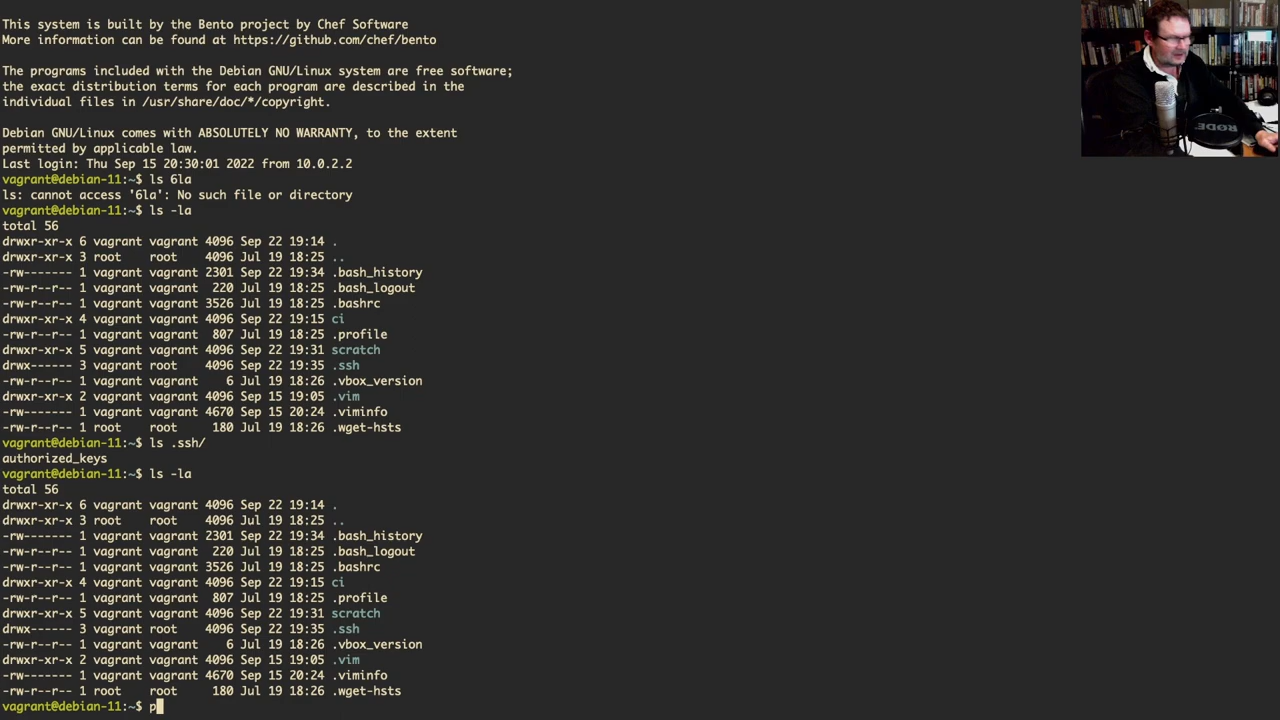 This system is built by the Bento project by Chef Software
More information can be found at https://github.com/chef/bento
The programs included with the Debian GNU/Linux system are free software;
the exact distribution terms for each program are described in the
individual files in /usr/share/doc/*/copyright.
Debian GNU/Linux comes with ABSOLUTELY NO WARRANTY, to the extent
permitted by applicable law.
Last login: Thu Sep 15 20:30:01 2022 from 10.0.2.2
vagrant@debian-11:~$ ls 6la
ls: cannot access '6la': No such file or directory
vagrant@debian-11:~$ ls -la
total 56
drwxr-xr-x 6 vagrant vagrant 4096 Sep 22 19:14 .
drwxr-xr-x 3 root    root    4096 Jul 19 18:25 ..
-rw------- 1 vagrant vagrant 2301 Sep 22 19:34 .bash_history
-rw-r--r-- 1 vagrant vagrant  220 Jul 19 18:25 .bash_logout
-rw-r--r-- 1 vagrant vagrant 3526 Jul 19 18:25 .bashrc
drwxr-xr-x 4 vagrant vagrant 4096 Sep 22 19:15 ci
-rw-r--r-- 1 vagrant vagrant  807 Jul 19 18:25 .profile
drwxr-xr-x 5 vagrant vagrant 4096 Sep 22 19:31 scratch
drwx------ 3 vagrant root    4096 Sep 22 19:35 .ssh
-rw-r--r-- 1 vagrant vagrant    6 Jul 19 18:26 .vbox_version
drwxr-xr-x 2 vagrant vagrant 4096 Sep 15 19:05 .vim
-rw------- 1 vagrant vagrant 4670 Sep 15 20:24 .viminfo
-rw-r--r-- 1 root    root     180 Jul 19 18:26 .wget-hsts
vagrant@debian-11:~$ ls .ssh/
authorized_keys
vagrant@debian-11:~$ ls -la
total 56
drwxr-xr-x 6 vagrant vagrant 4096 Sep 22 19:14 .
drwxr-xr-x 3 root    root    4096 Jul 19 18:25 ..
-rw------- 1 vagrant vagrant 2301 Sep 22 19:34 .bash_history
-rw-r--r-- 1 vagrant vagrant  220 Jul 19 18:25 .bash_logout
-rw-r--r-- 1 vagrant vagrant 3526 Jul 19 18:25 .bashrc
drwxr-xr-x 4 vagrant vagrant 4096 Sep 22 19:15 ci
-rw-r--r-- 1 vagrant vagrant  807 Jul 19 18:25 .profile
drwxr-xr-x 5 vagrant vagrant 4096 Sep 22 19:31 scratch
drwx------ 3 vagrant root    4096 Sep 22 19:35 .ssh
-rw-r--r-- 1 vagrant vagrant    6 Jul 19 18:26 .vbox_version
drwxr-xr-x 2 vagrant vagrant 4096 Sep 15 19:05 .vim
-rw------- 1 vagrant vagrant 4670 Sep 15 20:24 .viminfo
-rw-r--r-- 1 root    root     180 Jul 19 18:26 .wget-hsts
vagrant@debian-11:~$ p
RØDE